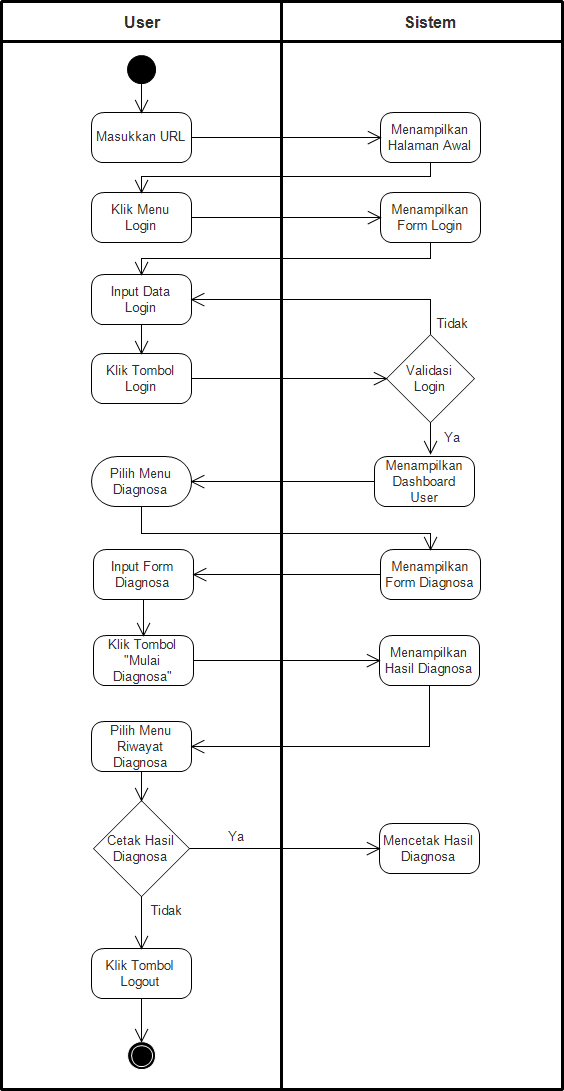 User
Sistem
Masukkan URL
Menampilkan
Halaman Awal
Klik Menu
Login
Menampilkan
Form Login
Input Data
Login
Tidak
Klik Tombol
Login
Validasi
Login
Ya
Pilih Menu
Diagnosa
Menampilkan
Dashboard
User
Input Form
Diagnosa
Menampilkan
Form Diagnosa
Klik Tombol
"Mulai
Diagnosa"
Menampilkan
Hasil Diagnosa
Pilih Menu
Riwayat
Diagnosa
Cetak Hasil
Diagnosa
Ya
Mencetak Hasil
Diagnosa
Tidak
Klik Tombol
Logout